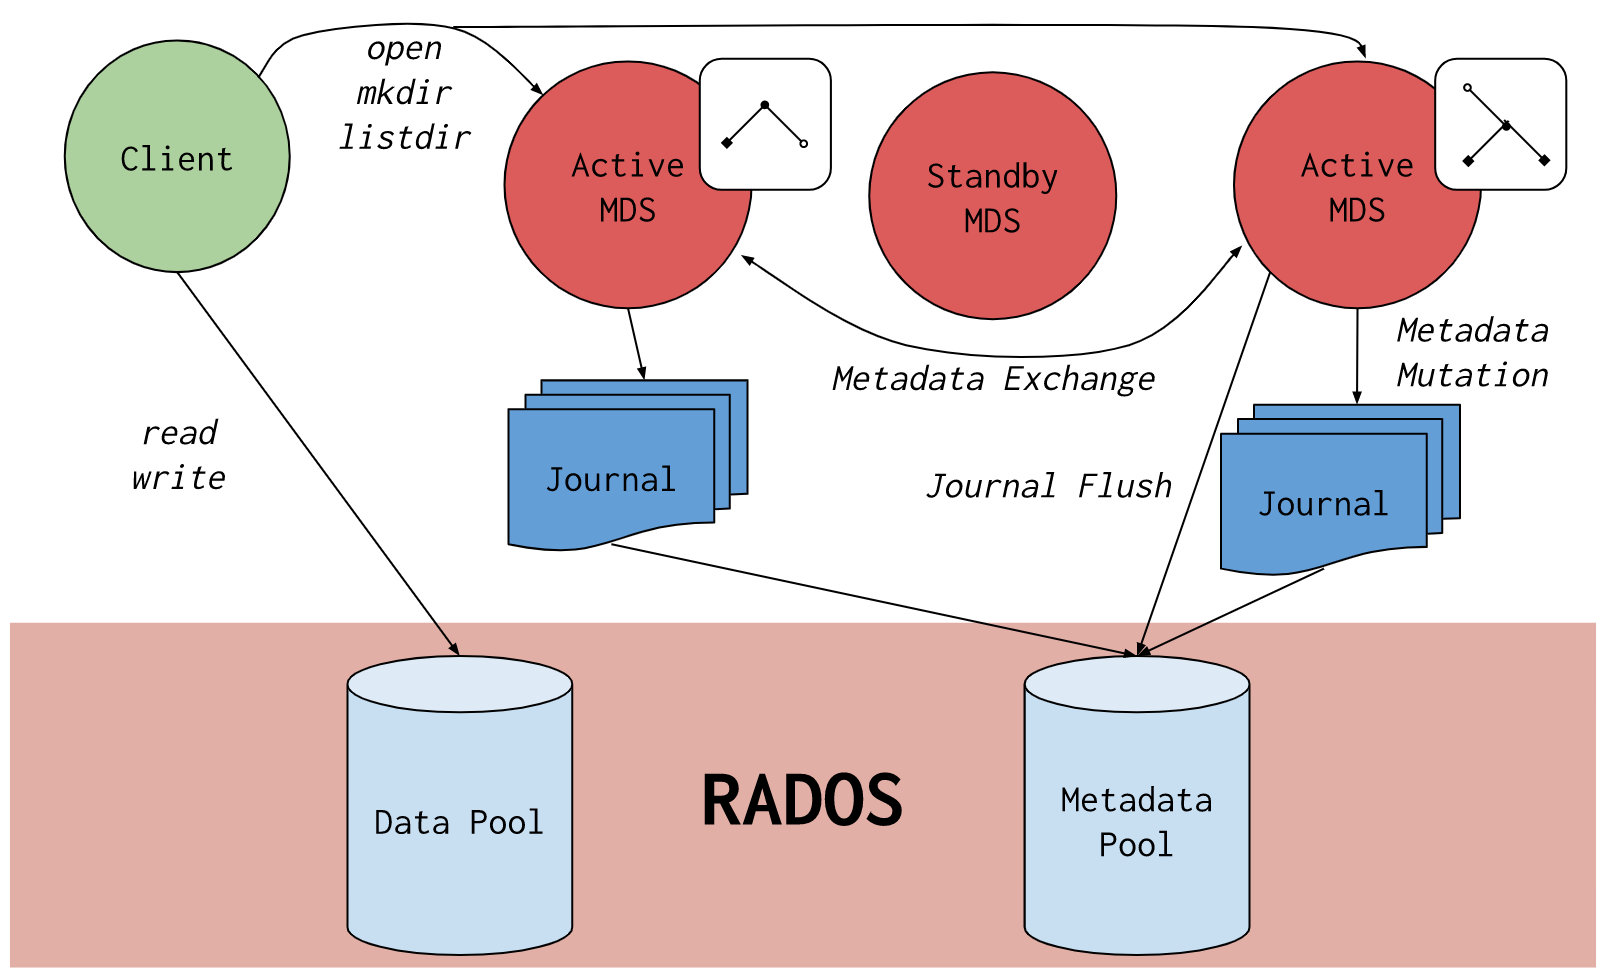 open
mkdir
listdir
Client
Active
MDS
Standby
MDS
Active
MDS
Metadata
Mutation
Metadata Exchange
read
write
Journal
Journal Flush
Journal
RADOS
Data Pool
Metadata
Pool